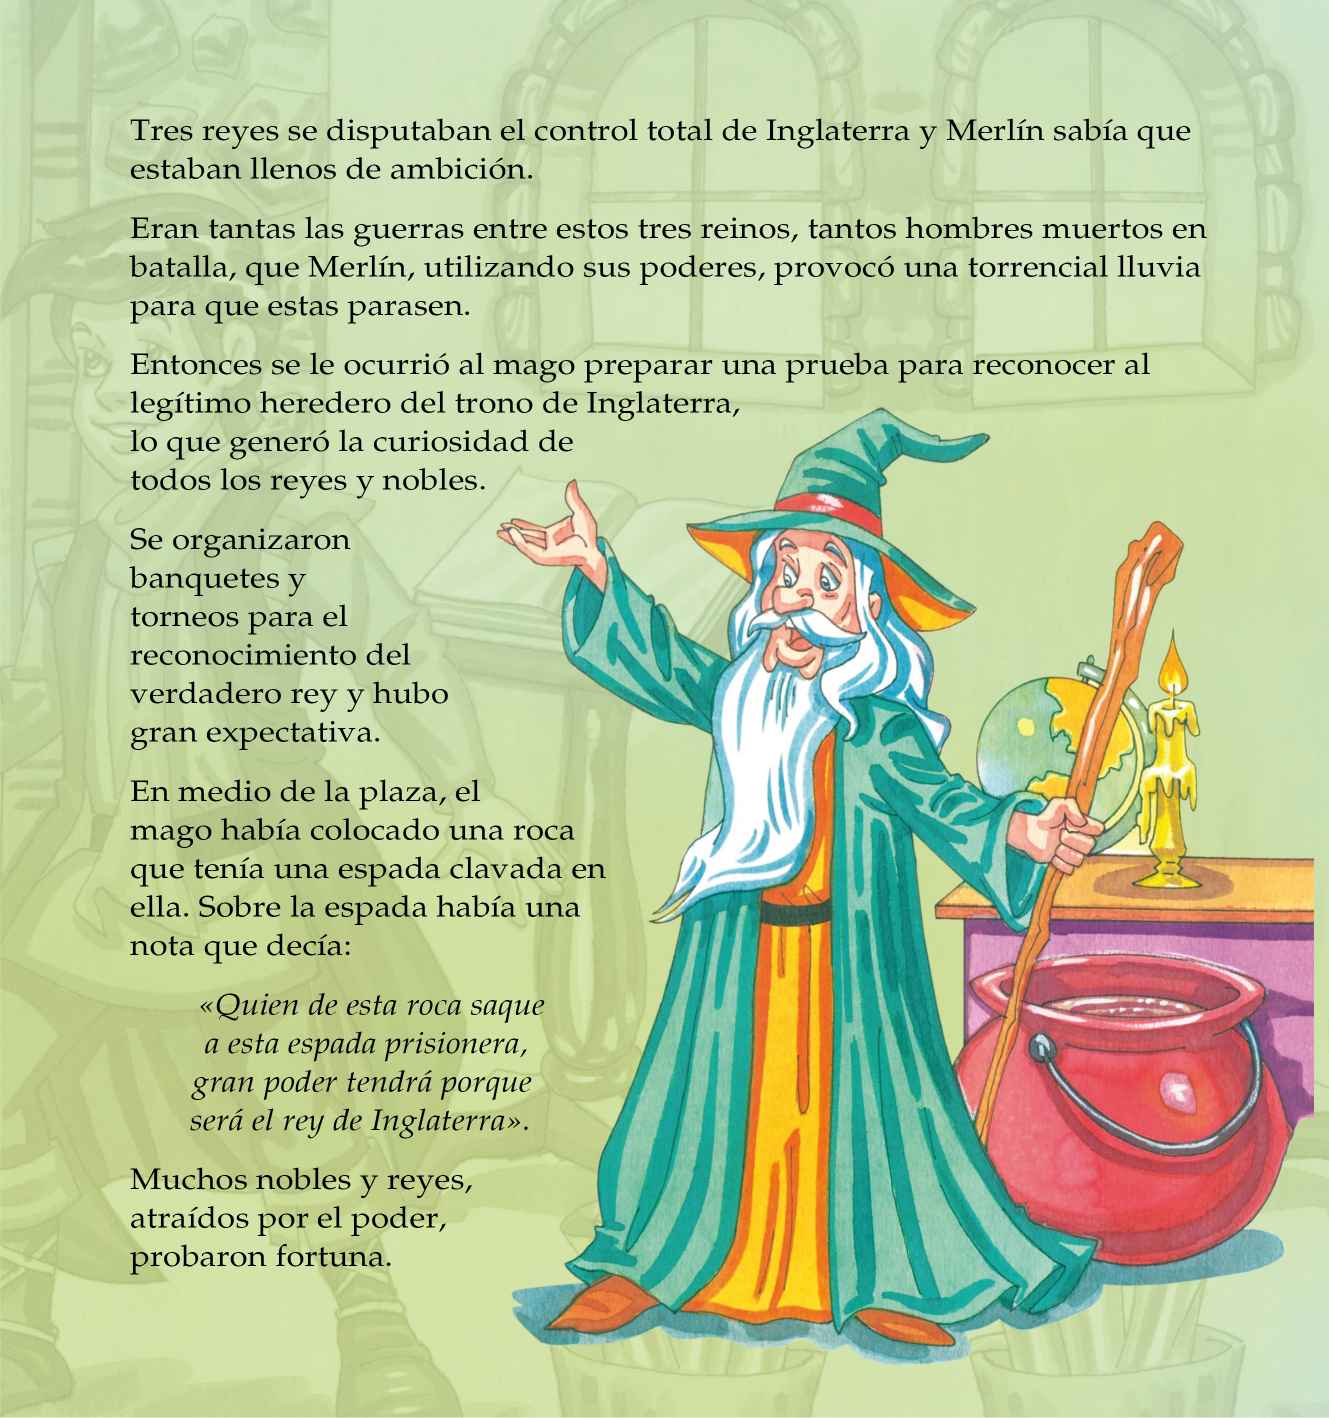 Tres reyes se disputaban el control total de Inglaterra y Merlín sabía que
estaban llenos de ambición.
Eran tantas las guerras entre estos tres reinos, tantos hombres muertos en
batalla, que Merlín, utilizando sus poderes, provocó una torrencial lluvia
para que estas parasen.
Entonces se le ocurrió al mago preparar una prueba para reconocer al
legítimo heredero del trono de Inglaterra,
lo que generó la curiosidad de
todos los reyes y nobles.
Se organizaron
banquetes y
torneos para el
reconocimiento del
verdadero rey y hubo
gran expectativa.
En medio de la plaza, el
mago había colocado una roca
que tenía una espada clavada en
ella. Sobre la espada había una
nota que decía:
«Quien de esta roca saque
a esta espada prisionera,
gran poder tendrá porque
será el rey de Inglaterra».
Muchos nobles y reyes,
atraídos por el poder,
probaron fortuna.